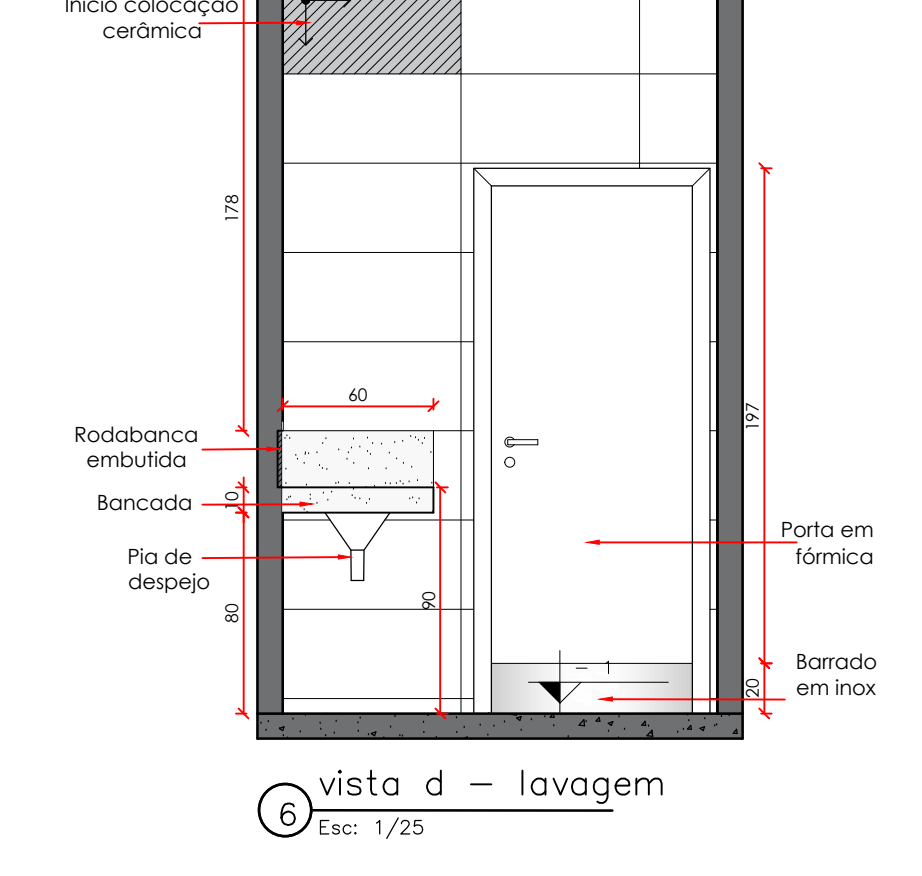 Início colocação
cerâmica
178
60
197
Rodabanca
embutida
10
Bancada
Porta em
fórmica
Pia de
despejo
90
80
Barrado
em inox
20
- 1
vista d - lavagem
6
Esc: 1/25